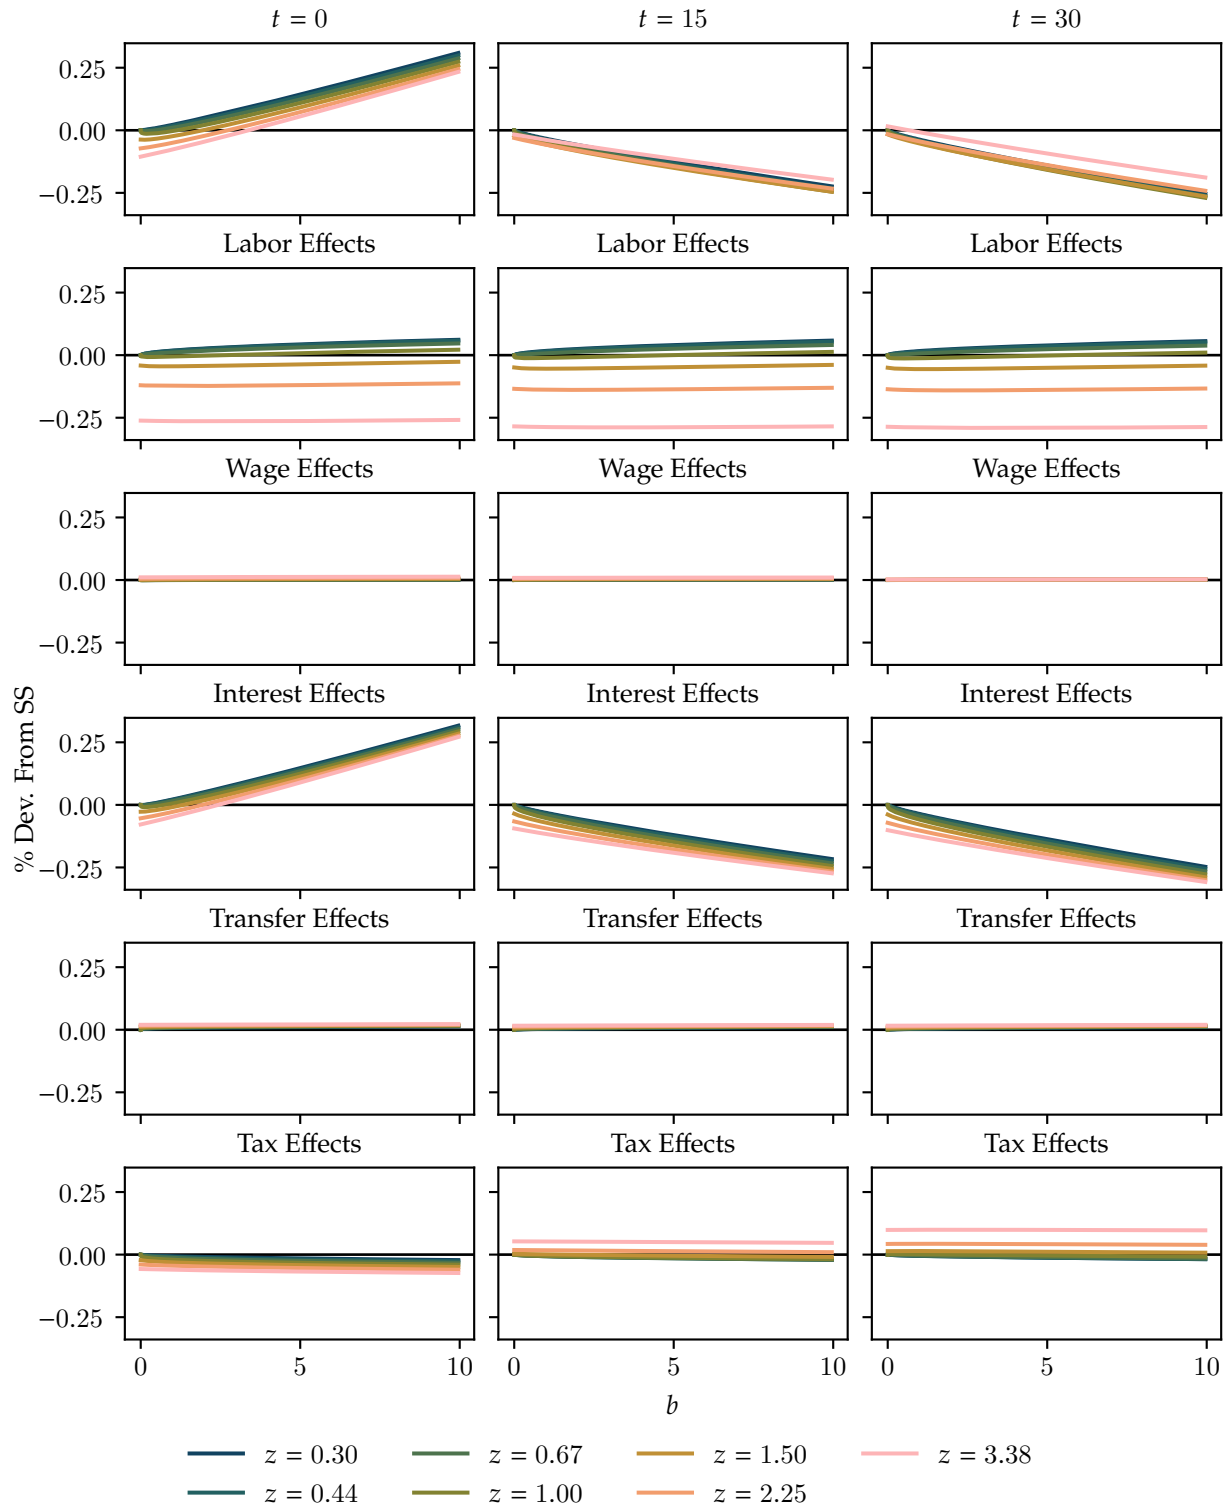 t = 0 t = 15 t = 30
0.25
0.00
−0.25
Labor Effects Labor Effects Labor Effects
0.25
0.00
−0.25
Wage Effects Wage Effects Wage Effects
0.25
0.00
−0.25
Interest Effects Interest Effects Interest Effects
% Dev. From SS
0.25
0.00
−0.25
Transfer Effects Transfer Effects Transfer Effects
0.25
0.00
−0.25
Tax Effects Tax Effects Tax Effects
0.25
0.00
−0.25
0 5 10 0 5 10 0 5 10
b
z = 0.30 z = 0.67 z = 1.50 z = 3.38
z = 0.44 z = 1.00 z = 2.25